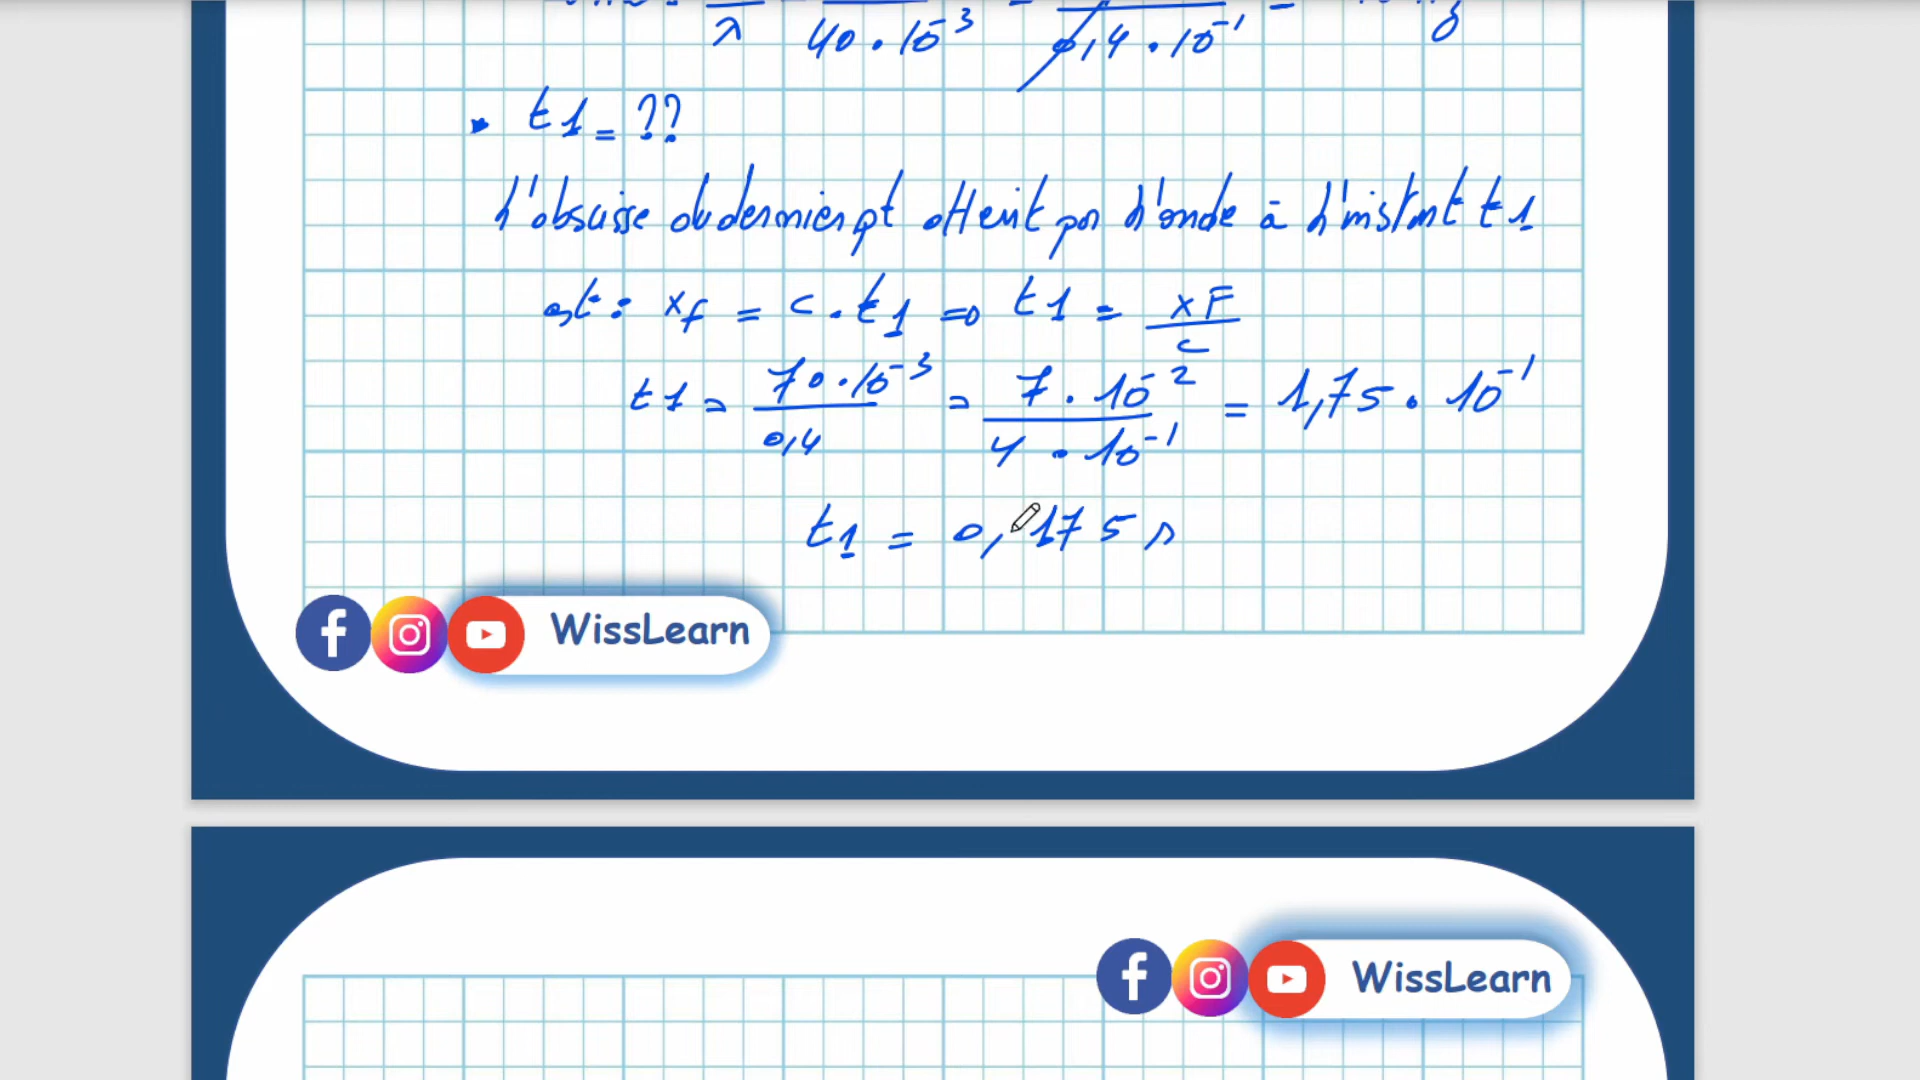 λ 40.10⁻³ 0,4.10⁻¹
t1 = ??
L'abscisse du dernier pt atteint par l'onde à l'instant t1
est : xf = c.t1 => t1 = xF/c
t1 = 70.10⁻³/0,4 = 7.10⁻²/4.10⁻¹ = 1,75.10⁻¹
t1 = 0,175 s
WissLearn
WissLearn